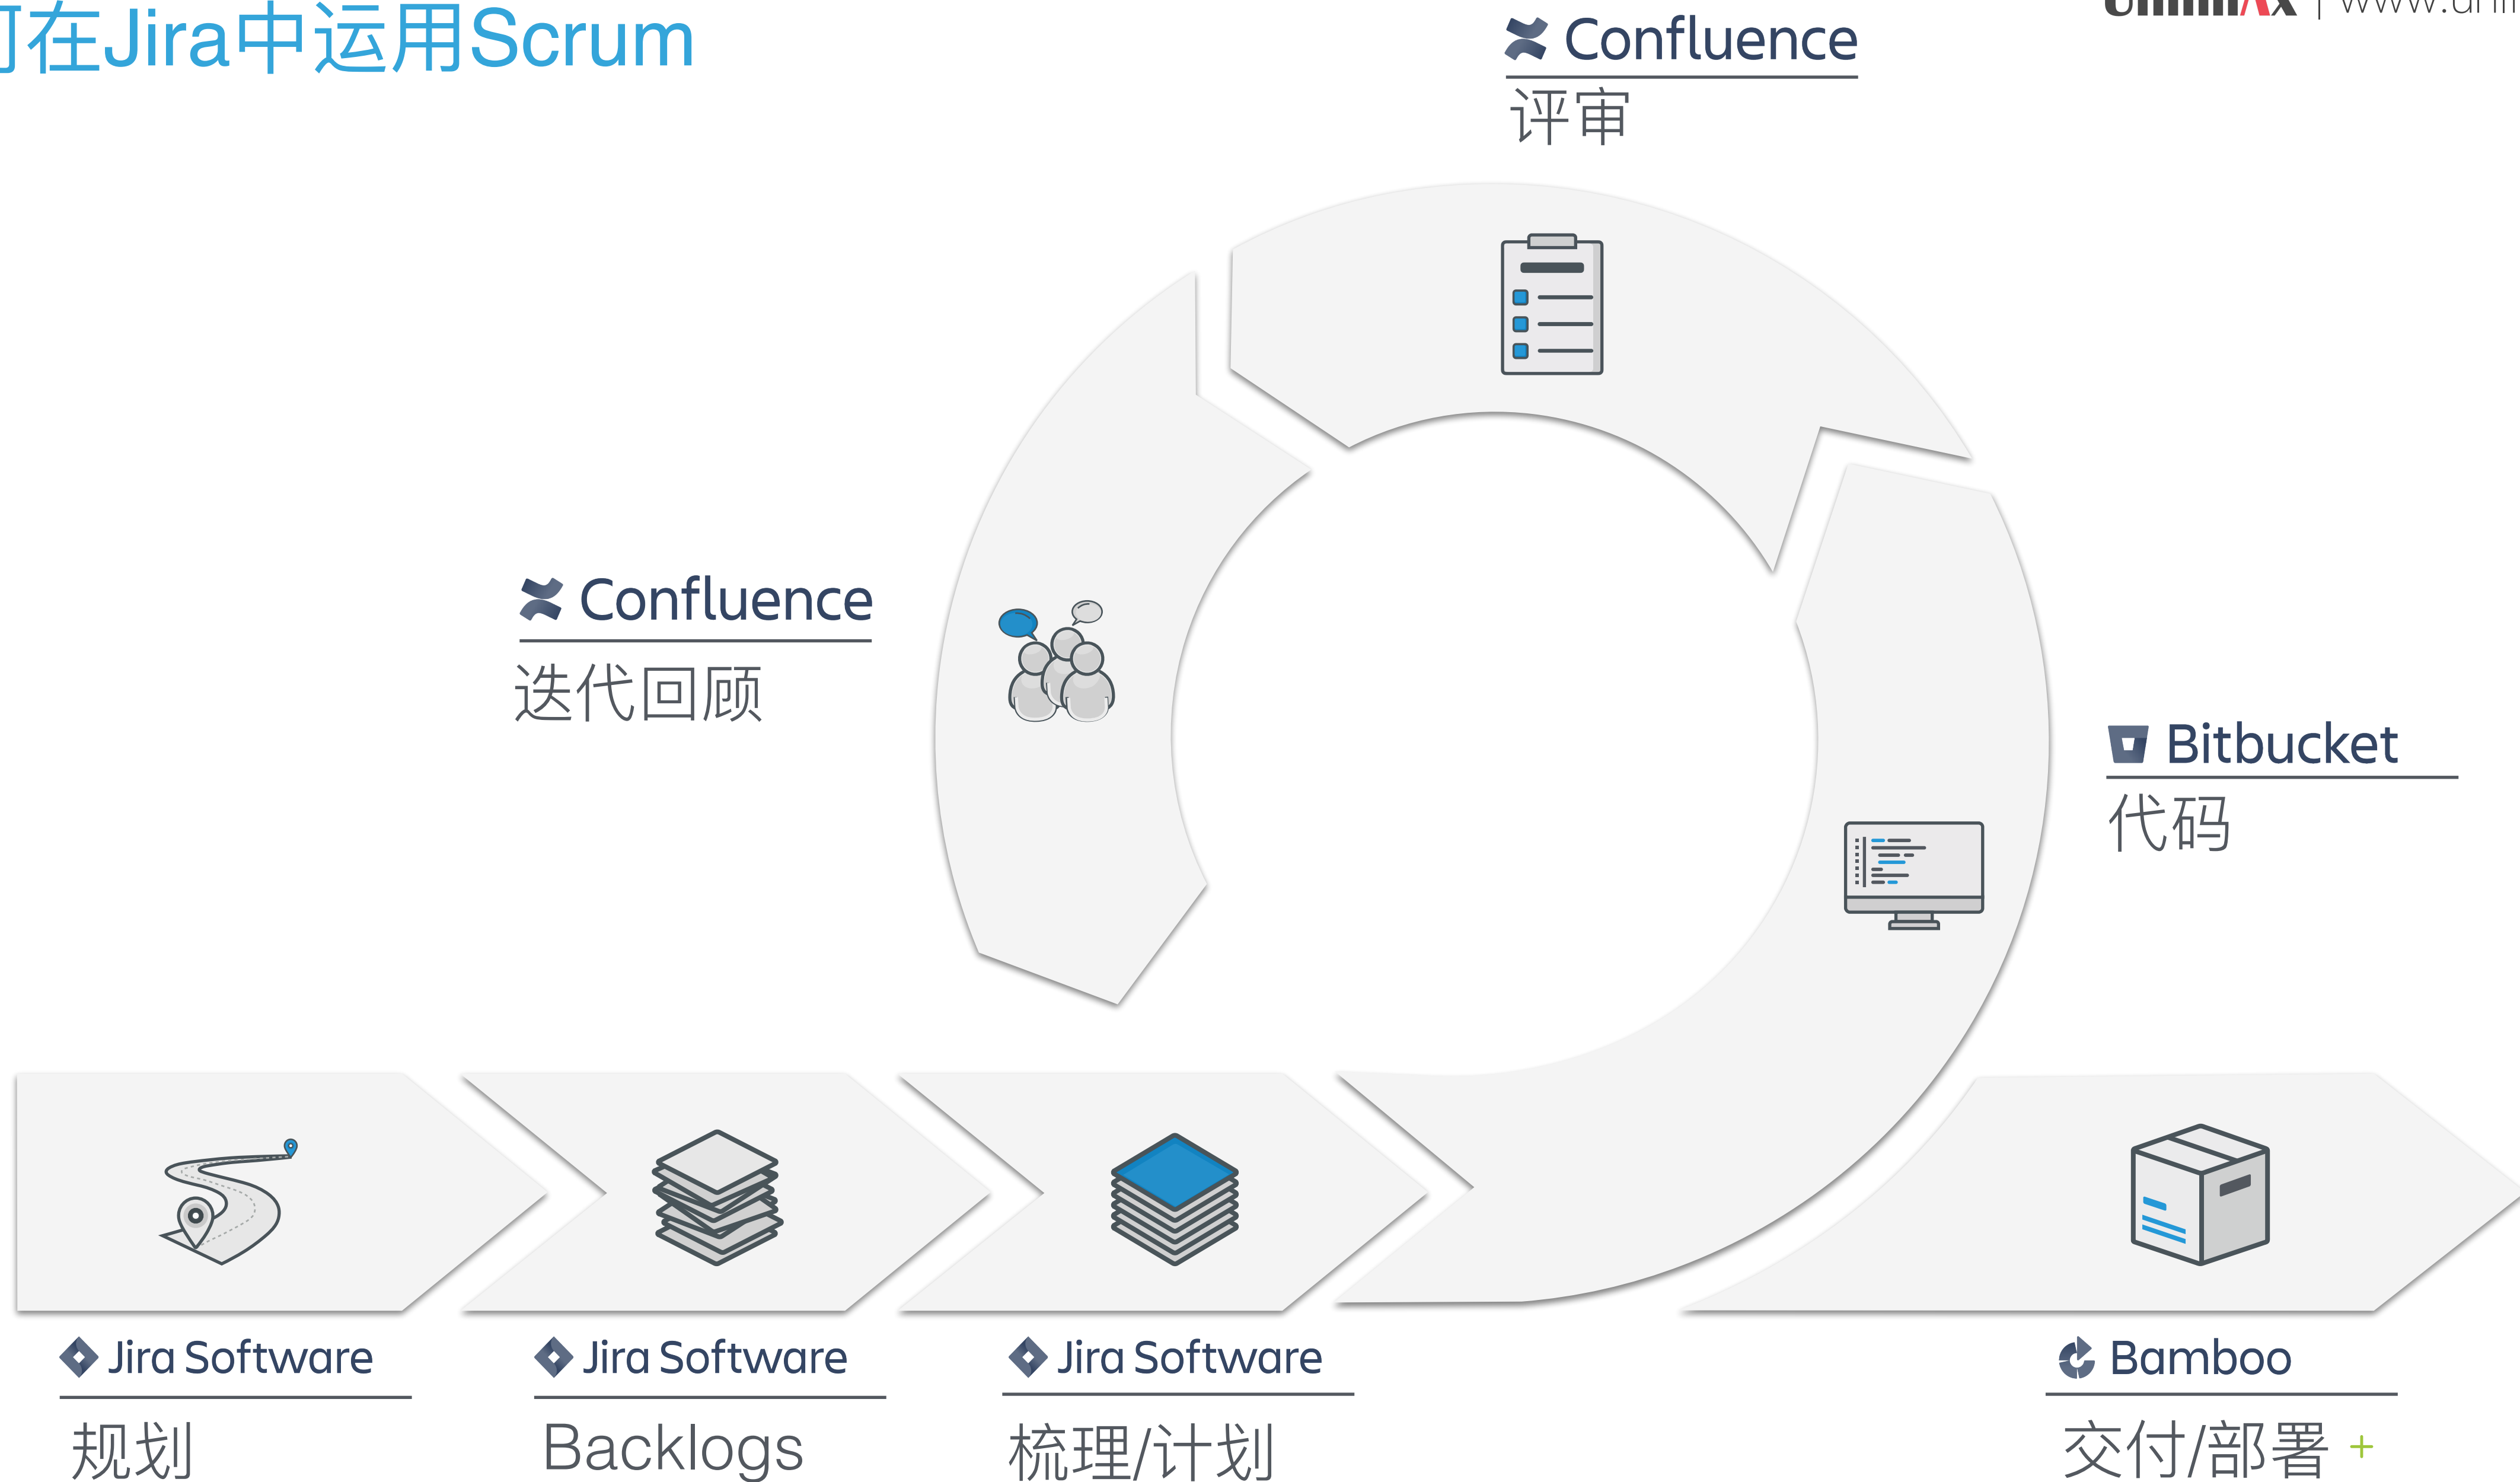 在Jira中运用Scrum
Confluence
评审
Confluence
迭代回顾
Bitbucket
代码
Jira Software
规划
Jira Software
Backlogs
Jira Software
梳理/计划
Bamboo
交付/部署 +